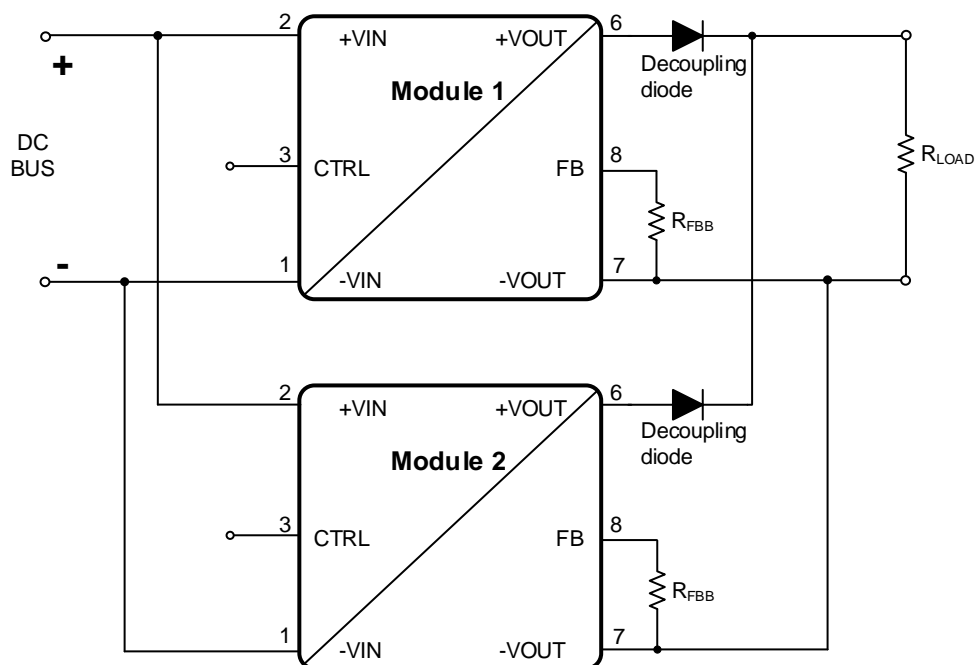 2
+VIN
+VOUT
6
+
Module 1
Decoupling
diode
DC
BUS
3
CTRL
FB
8
RLOAD
RFBB
-
1
-VIN
-VOUT
7
2
+VIN
+VOUT
6
Module 2
Decoupling
diode
3
CTRL
FB
8
RFBB
1
-VIN
-VOUT
7